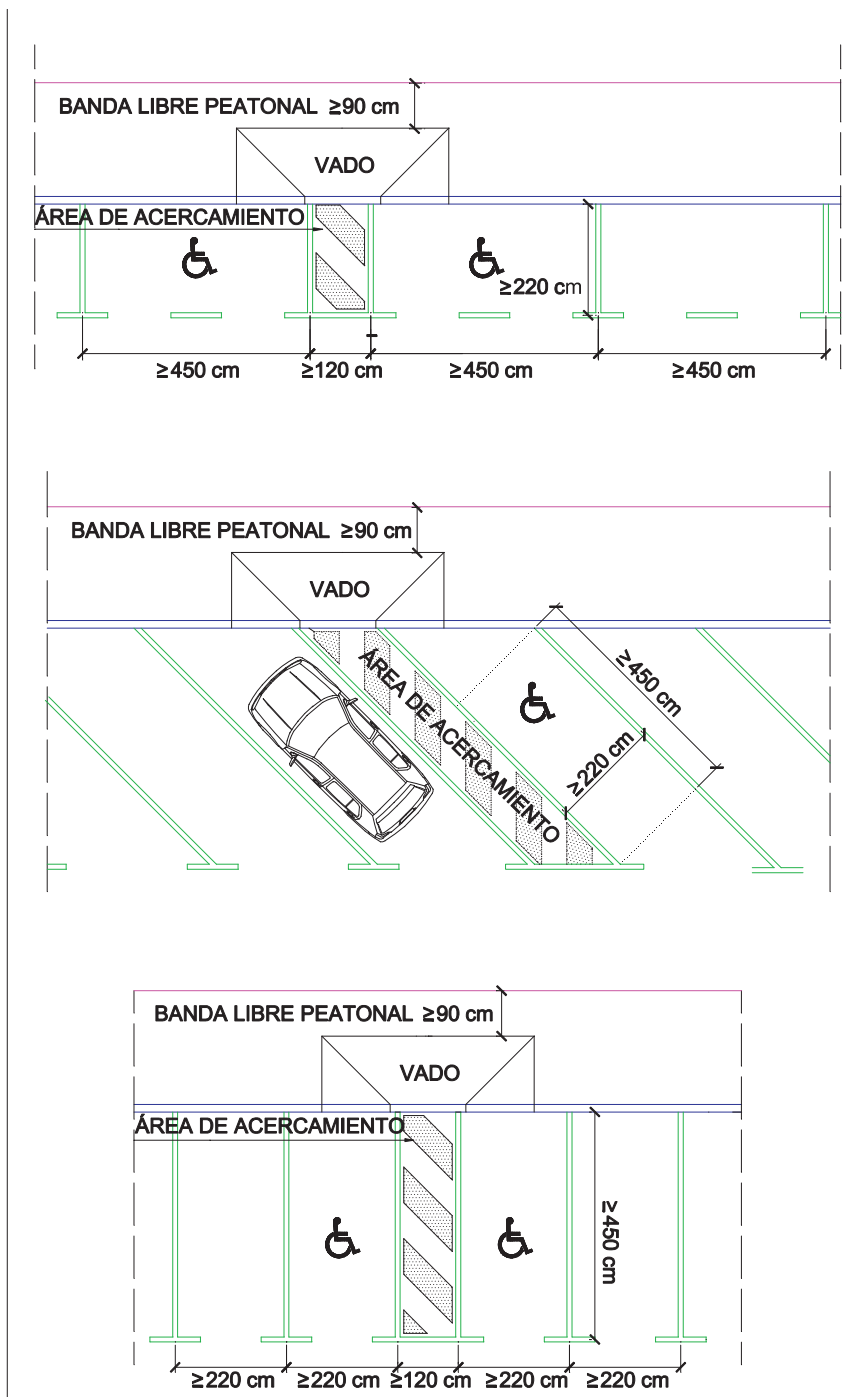 BANDA LIBRE PEATONAL ≥90 cm
VADO
ÁREA DE ACERCAMIENTO
≥220 cm
≥450 cm ≥120 cm ≥450 cm ≥450 cm
BANDA LIBRE PEATONAL ≥90 cm
VADO
ÁREA DE ACERCAMIENTO
≥450 cm
≥220 cm
BANDA LIBRE PEATONAL ≥90 cm
VADO
ÁREA DE ACERCAMIENTO
≥450 cm
≥220 cm ≥220 cm ≥120 cm ≥220 cm ≥220 cm